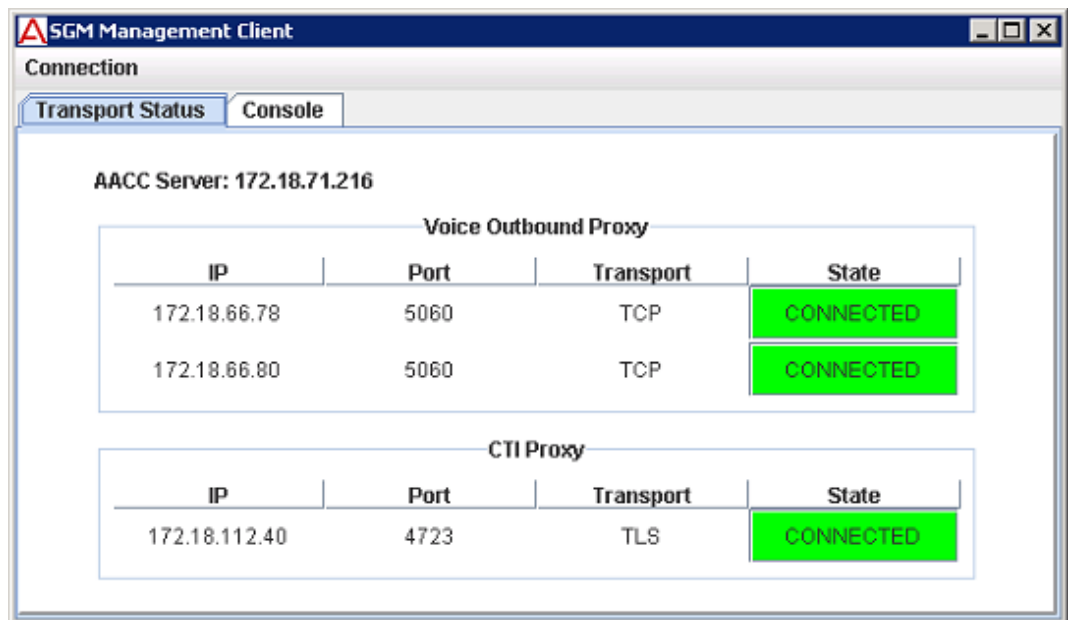 SGM Management Client
Connection
Transport Status Console
AACC Server: 172.18.71.216
Voice Outbound Proxy
IP Port Transport State
172.18.66.78 5060 TCP CONNECTED
172.18.66.80 5060 TCP CONNECTED
CTI Proxy
IP Port Transport State
172.18.112.40 4723 TLS CONNECTED